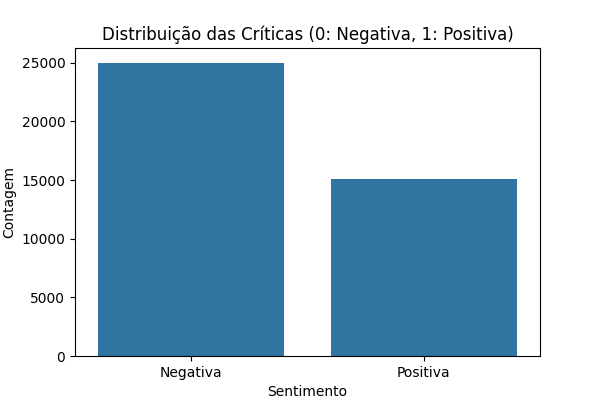 Distribuição das Críticas (0: Negativa, 1: Positiva)
Contagem
25000
20000
15000
10000
5000
0
Negativa
Positiva
Sentimento